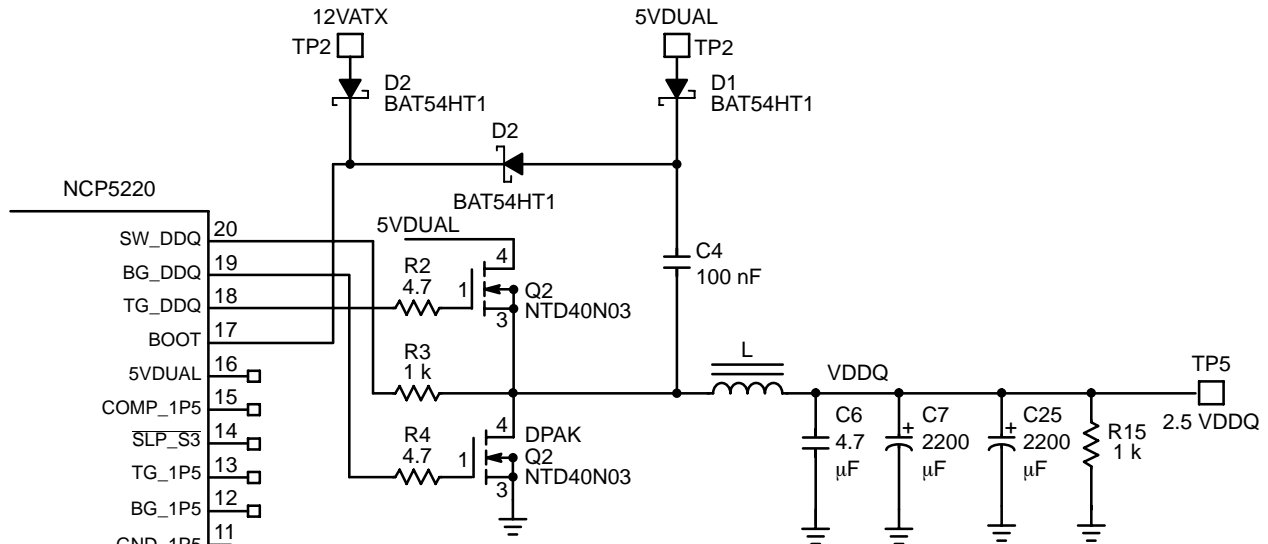 12VATX
5VDUAL
TP2
TP2
D2
BAT54HT1
D1
BAT54HT1
D2
BAT54HT1
NCP5220
5VDUAL
SW_DDQ 20
BG_DDQ 19
TG_DDQ 18
BOOT 17
5VDUAL 16
COMP_1P5 15
SLP_S3 14
TG_1P5 13
BG_1P5 12
GND_1P5 11
R2
4.7
4
1
3
Q2
NTD40N03
C4
100 nF
R3
1 k
R4
4.7
4
1
3
DPAK
Q2
NTD40N03
L
VDDQ
TP5
2.5 VDDQ
C6
4.7
μF
+
C7
2200
μF
+
C25
2200
μF
R15
1 k